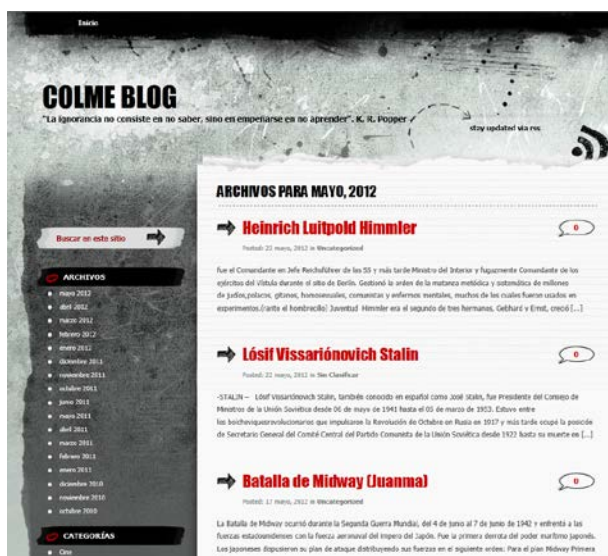 Inicio
COLME BLOG
"La ignorancia no consiste en no saber, sino en empeñarse en no aprender". K. R. Popper
stay updated via rss
ARCHIVOS PARA MAYO, 2012
Buscar en este sitio
ARCHIVOS
mayo 2012
abril 2012
marzo 2012
febrero 2012
enero 2012
diciembre 2011
noviembre 2011
octubre 2011
junio 2011
mayo 2011
abril 2011
marzo 2011
febrero 2011
enero 2011
diciembre 2010
noviembre 2010
octubre 2010
CATEGORÍAS
Cine
Heinrich Luitpold Himmler
0
Posted: 22 mayo, 2012 in Uncategorized
fue el Comandante en Jefe Reichsführer de las SS y más tarde Ministro del Interior y fugazmente Comandante de los
ejércitos del Vístula durante el sitio de Berlín. Gestionó la orden de la matanza metódica y sistemática de millones
de judíos,polacos, gitanos, homosexuales, comunistas y enfermos mentales, muchos de los cuales fueron usados en
experimentos.(rante el hombrecillo) Juventud Himmler era el segundo de tres hermanas, Gebhard y Ernst, creció [...]
Lósif Vissariónovich Stalin
0
Posted: 22 mayo, 2012 in Sin Clasificar
-STALIN – Lósif Vissariónovich Stalin, también conocido en español como José Stalin, fue Presidente del Consejo de
Ministros de la Unión Soviética desde 06 de mayo de 1941 hasta el 05 de marzo de 1953. Estuvo entre
los bolcheviquesrevolucionarios que impulsaron la Revolución de Octubre en Rusia en 1917 y más tarde ocupó la posición
de Secretario General del Comité Central del Partido Comunista de la Unión Soviética desde 1922 hasta su muerte en [...]
Batalla de Midway (Juanma)
0
Posted: 17 mayo, 2012 in Uncategorized
La Batalla de Midway ocurrió durante la Segunda Guerra Mundial, del 4 de junio al 7 de junio de 1942 y enfrentó a las
fuerzas estadounidenses con la fuerza aeronaval del imperio del Japón. Fue la primera derrota del poder marítimo japonés.
Los japoneses dispusieron su plan de ataque distribuyendo sus fuerzas en el siguiente orden: Para el plan Midway Primera